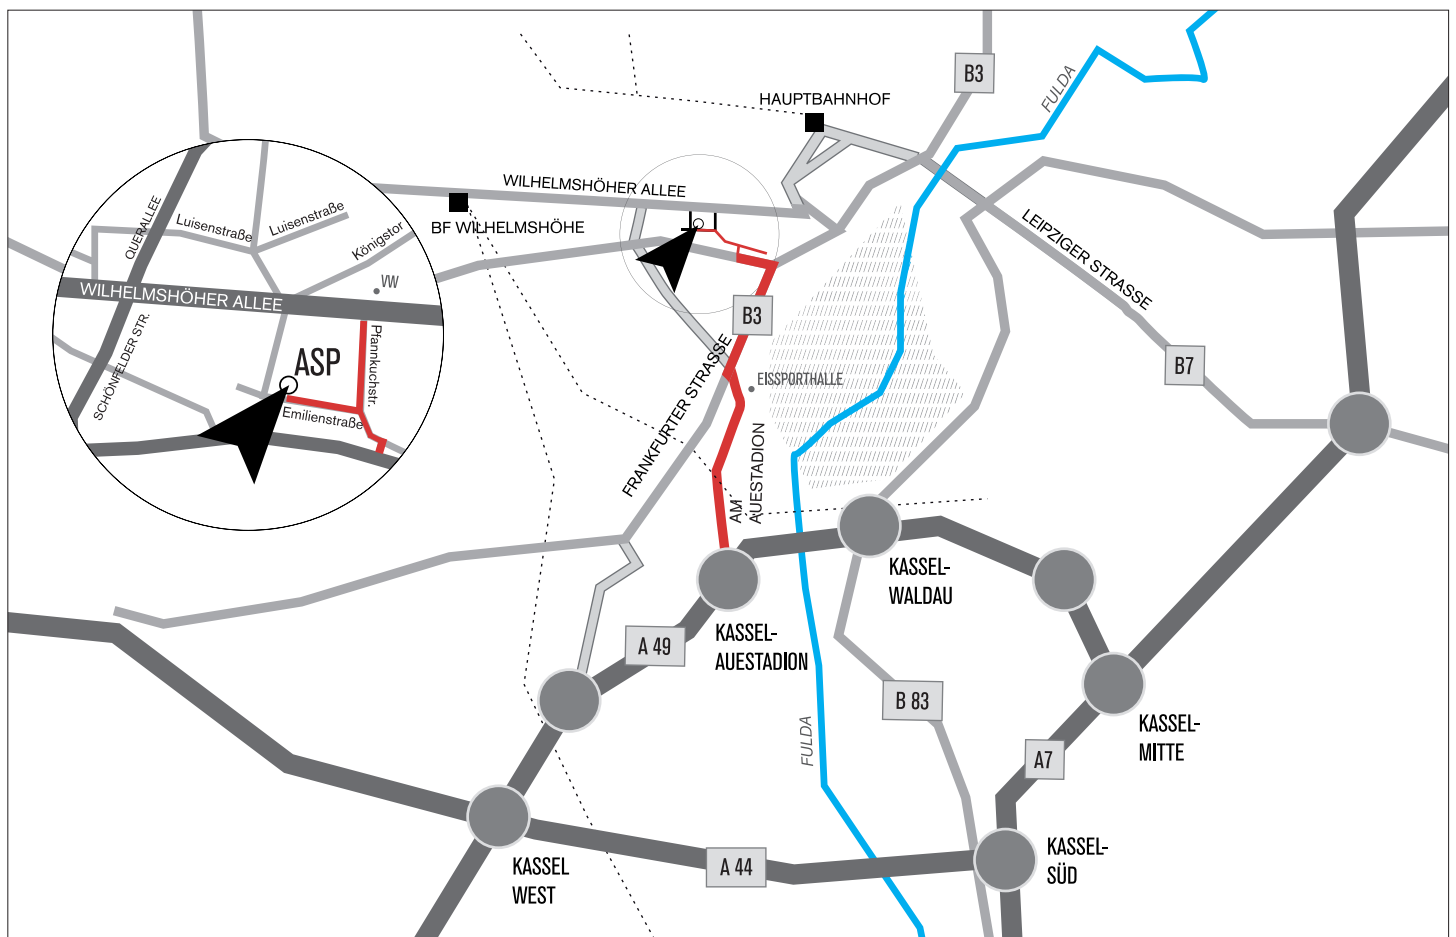 B3
FULDA
HAUPTBAHNHOF
WILHELMSHÖHER ALLEE
BF WILHELMSHÖHE
LEIPZIGER STRASSE
QUERALLEE
Luisenstraße
Luisenstraße
Königstor
VW
WILHELMSHÖHER ALLEE
SCHÖNFELDER STR.
ASP
Pfannkuchstr.
Emilienstraße
B3
FRANKFURTER STRASSE
EISSPORTHALLE
B7
AM
AUESTADION
KASSEL-
WALDAU
KASSEL-
AUESTADION
A 49
B 83
FULDA
KASSEL-
MITTE
A7
KASSEL
WEST
A 44
KASSEL-
SÜD